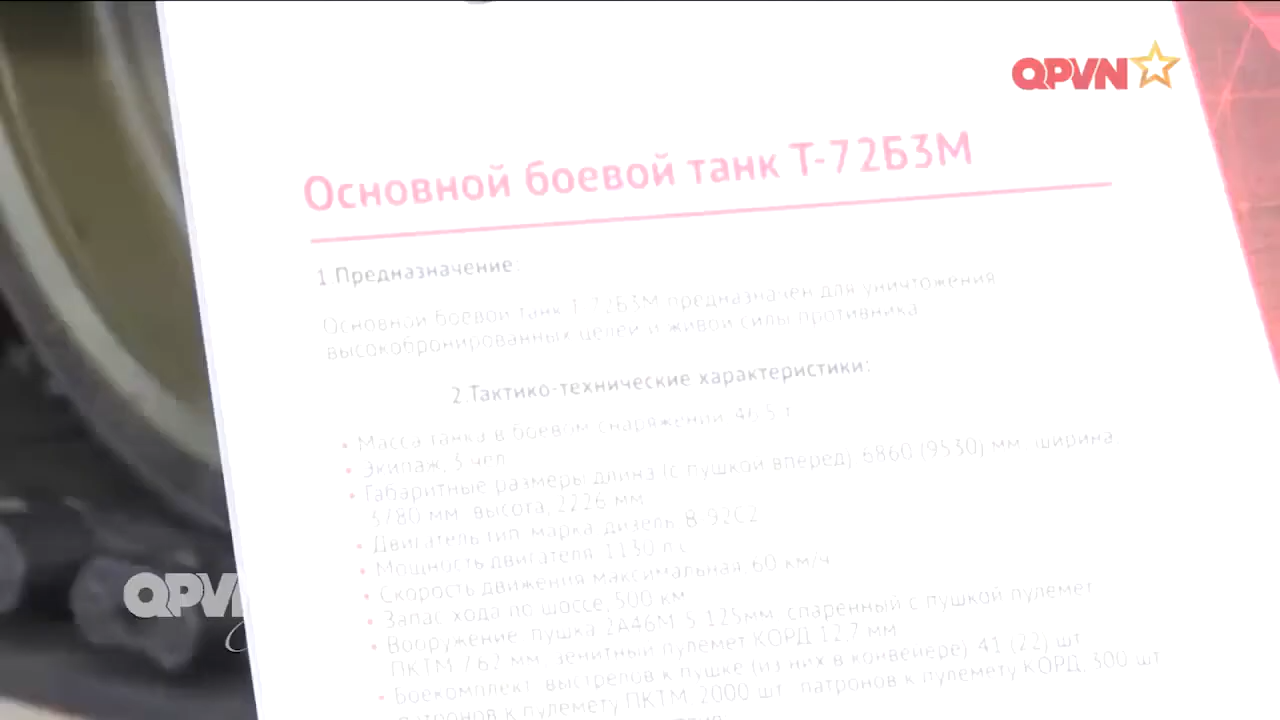 QPVN
Основной боевой танк Т-72Б3М
1 Предназначение:
Основной боевой танк Т-72Б3М предназначен для уничтожения
высокобронированных целей и живой силы противника
2.Тактико-технические характеристики:
• Масса танка в боевом снаряжении, 46,5 т
• Экипаж, 3 чел
• Габаритные размеры длина (с пушкой вперед) 6860 (9530) мм ширина
3780 мм высота, 2226 мм
• Двигатель тип, марка дизель В 92С2
• Мощность двигателя 1130 л.с
• Скорость движения максимальная 60 км/ч
• Запас хода по шоссе, 500 км
• Вооружение пушка 2А46М 5 125мм, спаренный с пушкой пулемет
ПКТМ 7.62 мм, зенитный пулемет КОРД 12,7 мм
• Боекомплект выстрелов к пушке (из них в конвейере) 41 (22) шт
патронов к пулемету ПКТМ, 2000 шт патронов к пулемету КОРД, 300 шт
QPVN